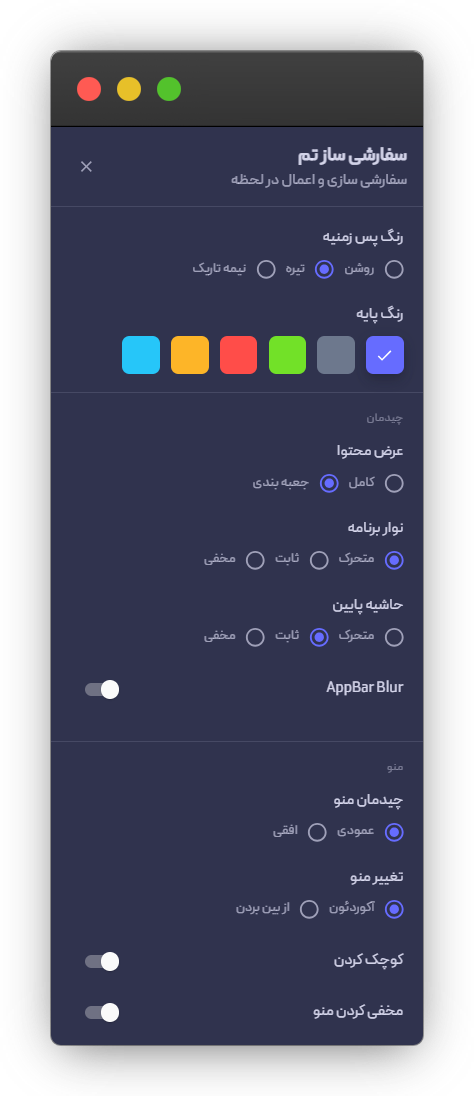 سفارشی ساز تم
سفارشی سازی و اعمال در لحظه
رنگ پس زمنیه
روشن تیره نیمه تاریک
رنگ پایه
چیدمان
عرض محتوا
کامل جعبه بندی
نوار برنامه
متحرک ثابت مخفی
حاشیه پایین
متحرک ثابت مخفی
AppBar Blur
منو
چیدمان منو
عمودی افقی
تغییر منو
آکوردئون از بین بردن
کوچک کردن
مخفی کردن منو